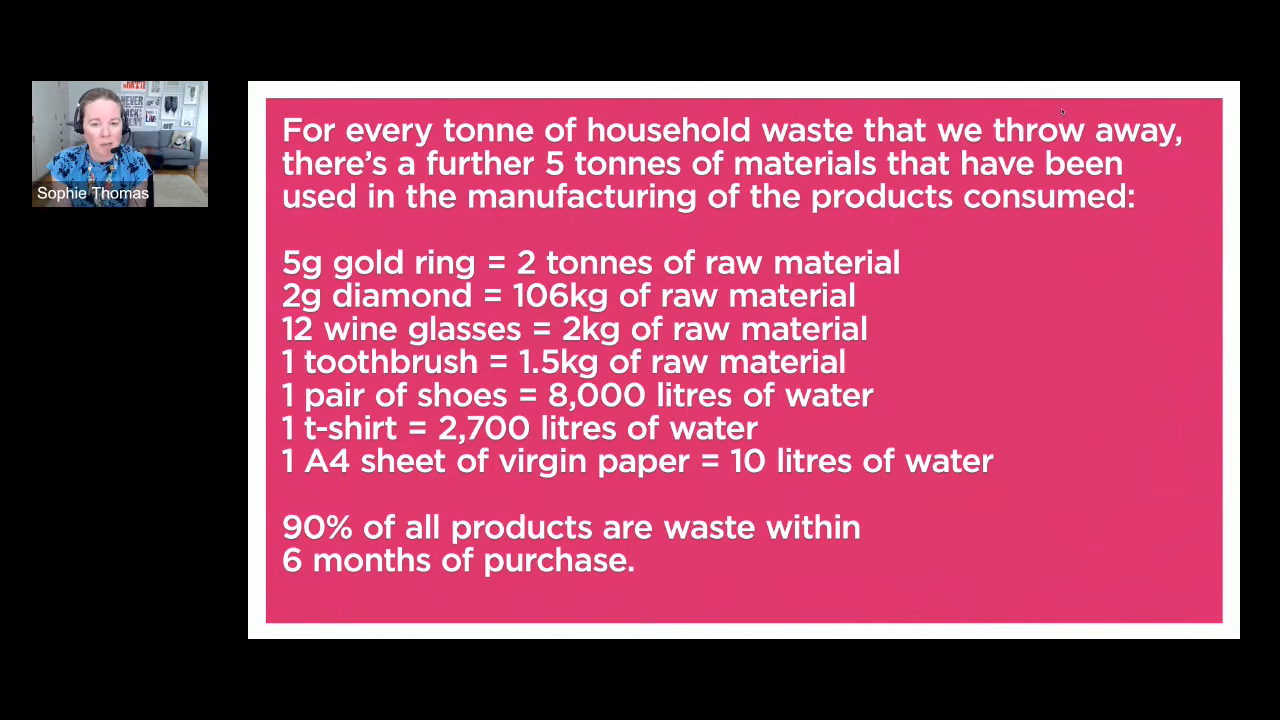 Sophie Thomas
For every tonne of household waste that we throw away,
there's a further 5 tonnes of materials that have been
used in the manufacturing of the products consumed:
5g gold ring = 2 tonnes of raw material
2g diamond = 106kg of raw material
12 wine glasses = 2kg of raw material
1 toothbrush = 1.5kg of raw material
1 pair of shoes = 8,000 litres of water
1 t-shirt = 2,700 litres of water
1 A4 sheet of virgin paper = 10 litres of water
90% of all products are waste within
6 months of purchase.